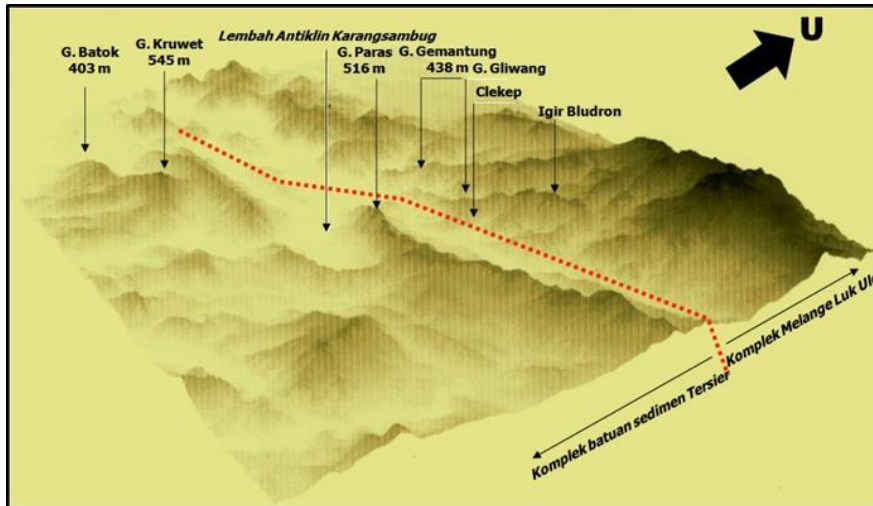 U
Lembah Antiklin Karangsambug
G. Batok
403 m
G. Kruwet
545 m
G. Paras
516 m
G. Gemantung
438 m
G. Gliwang
Clekep
Igir Bludron
Komplek Melange Luk Ulo
Komplek batuan sedimen Tersier